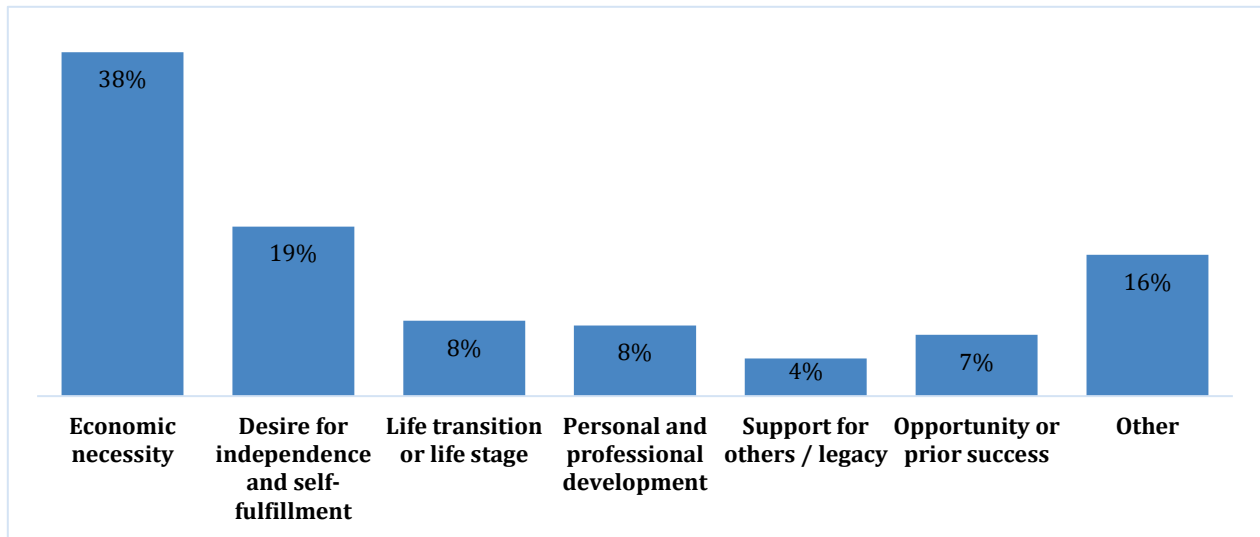 38%
19%
8%
8%
4%
7%
16%
Economic
necessity
Desire for
independence
and self-
fulfillment
Life transition
or life stage
Personal and
professional
development
Support for
others / legacy
Opportunity or
prior success
Other